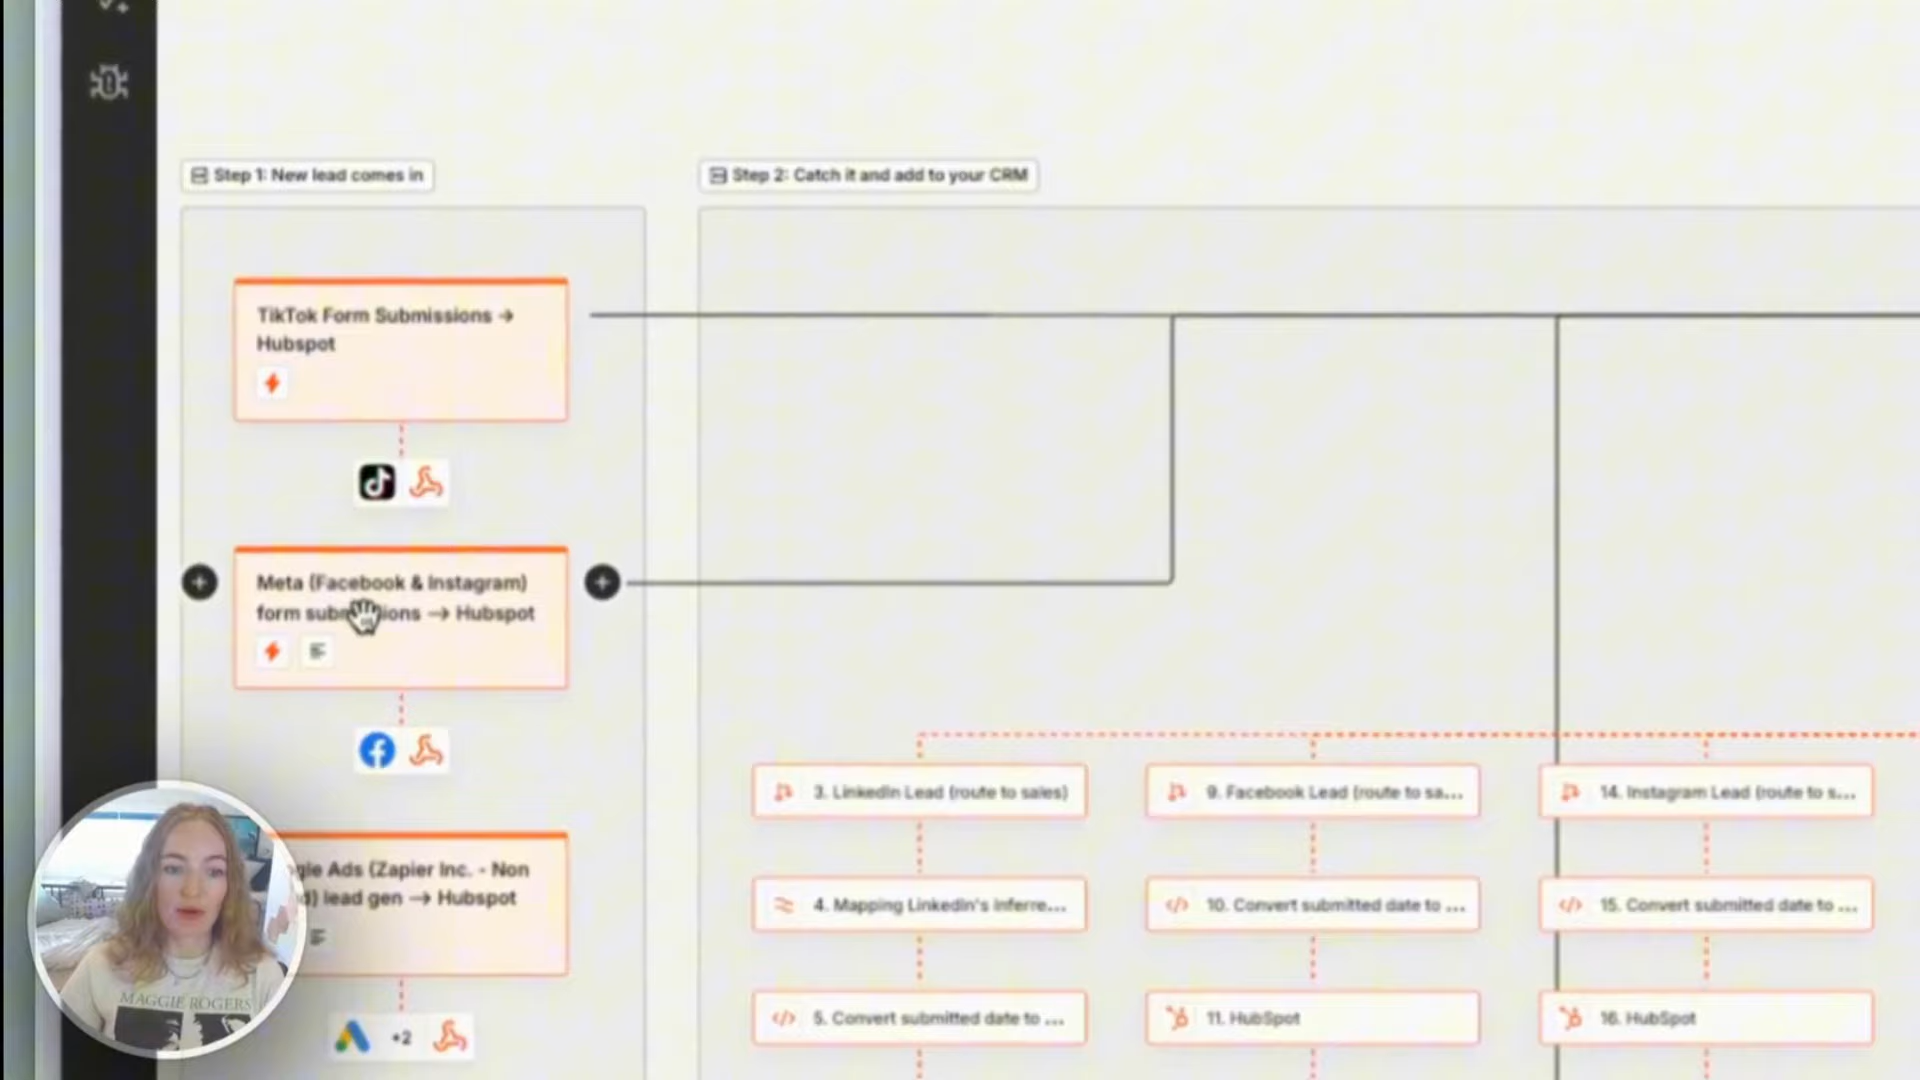 Step 1: New lead comes in
Step 2: Catch it and add to your CRM
TikTok Form Submissions →
Hubspot
Meta (Facebook & Instagram)
form → Hubspot
Ads (Zapier Inc. - Non
lead gen → Hubspot
+2
3. LinkedIn Lead (route to sales)
9. Facebook Lead (route to sa...
14. Instagram Lead (route to s...
4. Mapping LinkedIn's inferre...
10. Convert submitted date to ...
15. Convert submitted date to ...
5. Convert submitted date to ...
11. HubSpot
16. HubSpot
MAGGIE ROGERS